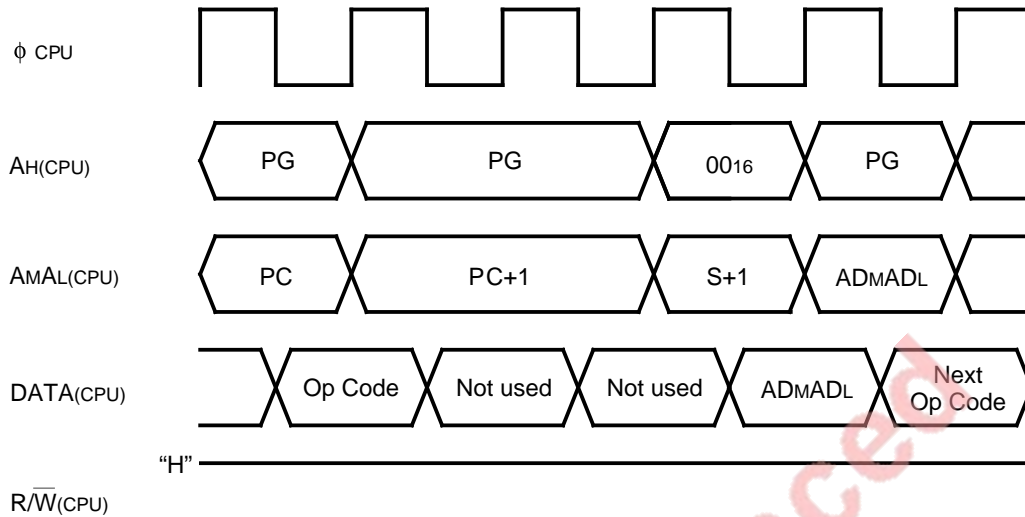 ϕ CPU
AH(CPU) PG PG 0016 PG
AMAL(CPU) PC PC+1 S+1 ADMADL
DATA(CPU) Op Code Not used Not used ADMADL Next
Op Code
“H”
R/W̅(CPU)